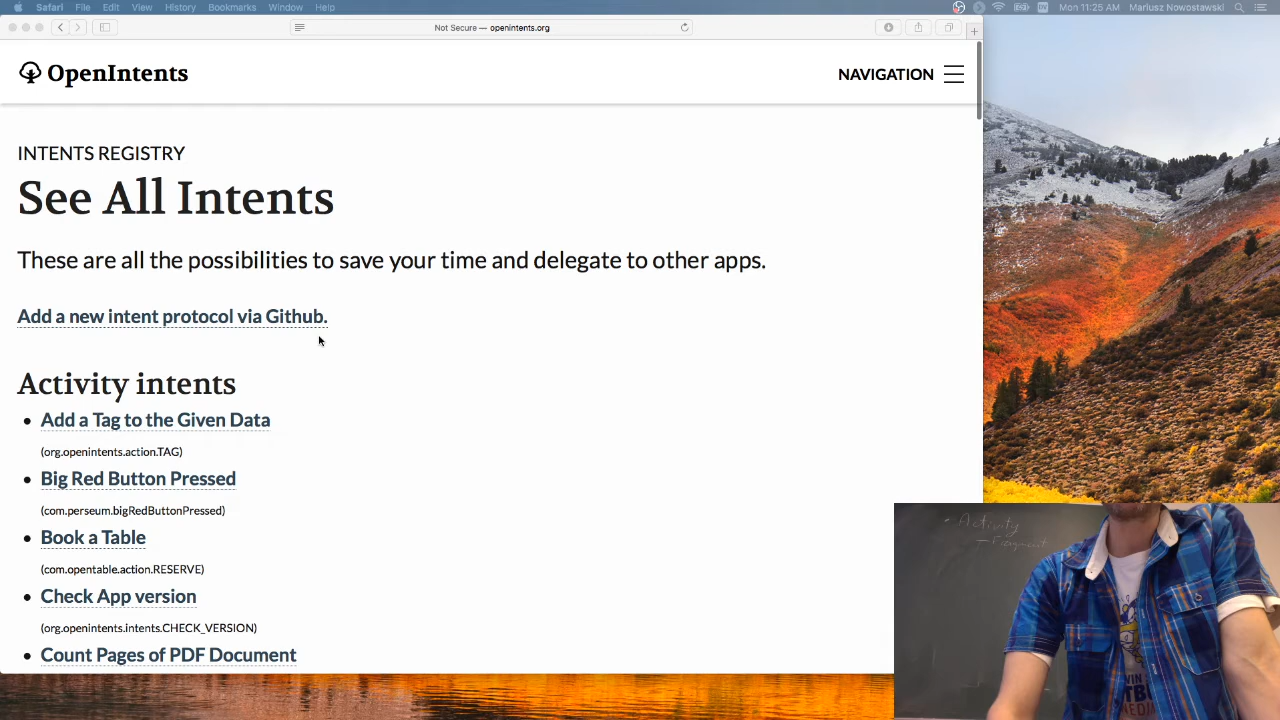 Safari File Edit View History Bookmarks Window Help Mon 11:25 AM Mariusz Nowostawski
Not Secure — openintents.org
OpenIntents
NAVIGATION
INTENTS REGISTRY
See All Intents
These are all the possibilities to save your time and delegate to other apps.
Add a new intent protocol via Github.
Activity intents
• Add a Tag to the Given Data
(org.openintents.action.TAG)
• Big Red Button Pressed
(com.perseum.bigRedButtonPressed)
• Book a Table
(com.opentable.action.RESERVE)
• Check App version
(org.openintents.intents.CHECK_VERSION)
• Count Pages of PDF Document
• Activity
– Fragment